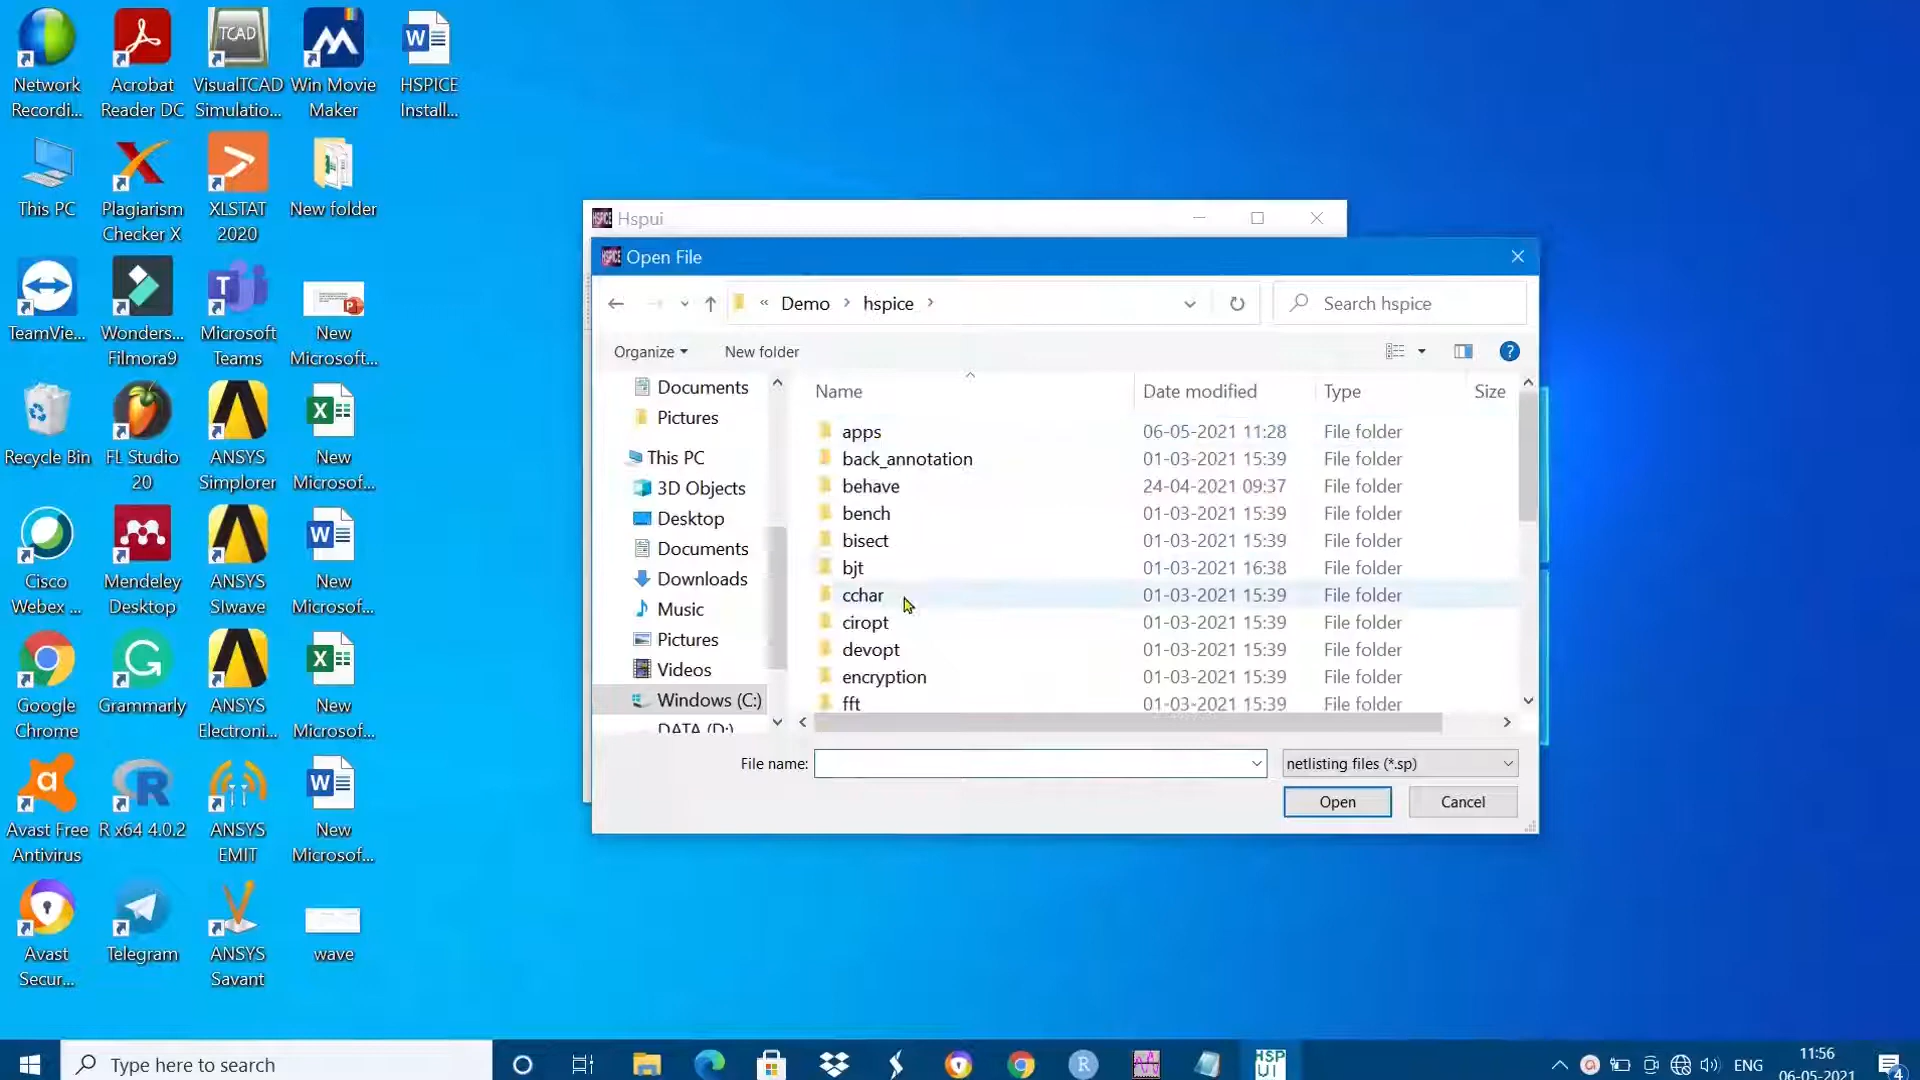 Network
Recordi...
Acrobat
Reader DC
TCAD
VisualTCAD
Simulatio...
Win Movie
Maker
HSPICE
Install...
This PC
Plagiarism
Checker X
XLSTAT
2020
New folder
TeamVie...
Wonders...
Filmora9
Microsoft
Teams
New
Microsoft...
Recycle Bin
FL Studio
20
ANSYS
Simplorer
New
Microsof...
Cisco
Webex ...
Mendeley
Desktop
ANSYS
SIwave
New
Microsof...
Google
Chrome
Grammarly
ANSYS
Electroni...
New
Microsof...
Avast Free
Antivirus
R x64 4.0.2
ANSYS
EMIT
New
Microsof...
Avast
Secur...
Telegram
ANSYS
Savant
wave
HSPICE Hspui
HSPICE Open File
« Demo > hspice >
Search hspice
Organize
New folder
Documents
Pictures
This PC
3D Objects
Desktop
Documents
Downloads
Music
Pictures
Videos
Windows (C:)
DATA (D:)
Name Date modified Type Size
apps 06-05-2021 11:28 File folder
back_annotation 01-03-2021 15:39 File folder
behave 24-04-2021 09:37 File folder
bench 01-03-2021 15:39 File folder
bisect 01-03-2021 15:39 File folder
bjt 01-03-2021 16:38 File folder
cchar 01-03-2021 15:39 File folder
ciropt 01-03-2021 15:39 File folder
devopt 01-03-2021 15:39 File folder
encryption 01-03-2021 15:39 File folder
fft 01-03-2021 15:39 File folder
File name:
netlisting files (*.sp)
Open
Cancel
Type here to search
HSP
UI
ENG
11:56
06-05-2021
4